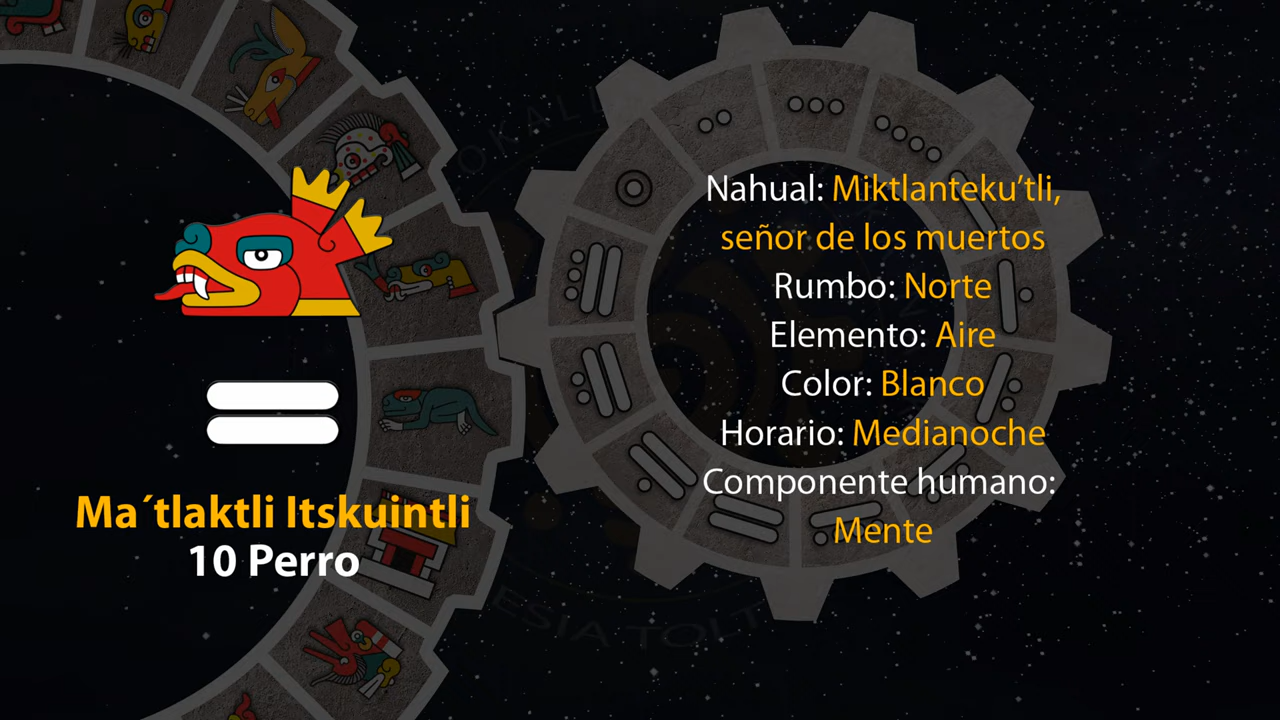 Ma´tlaktli Itskuintli
10 Perro
Nahual: Miktlanteku’tli,
señor de los muertos
Rumbo: Norte
Elemento: Aire
Color: Blanco
Horario: Medianoche
Componente humano:
Mente